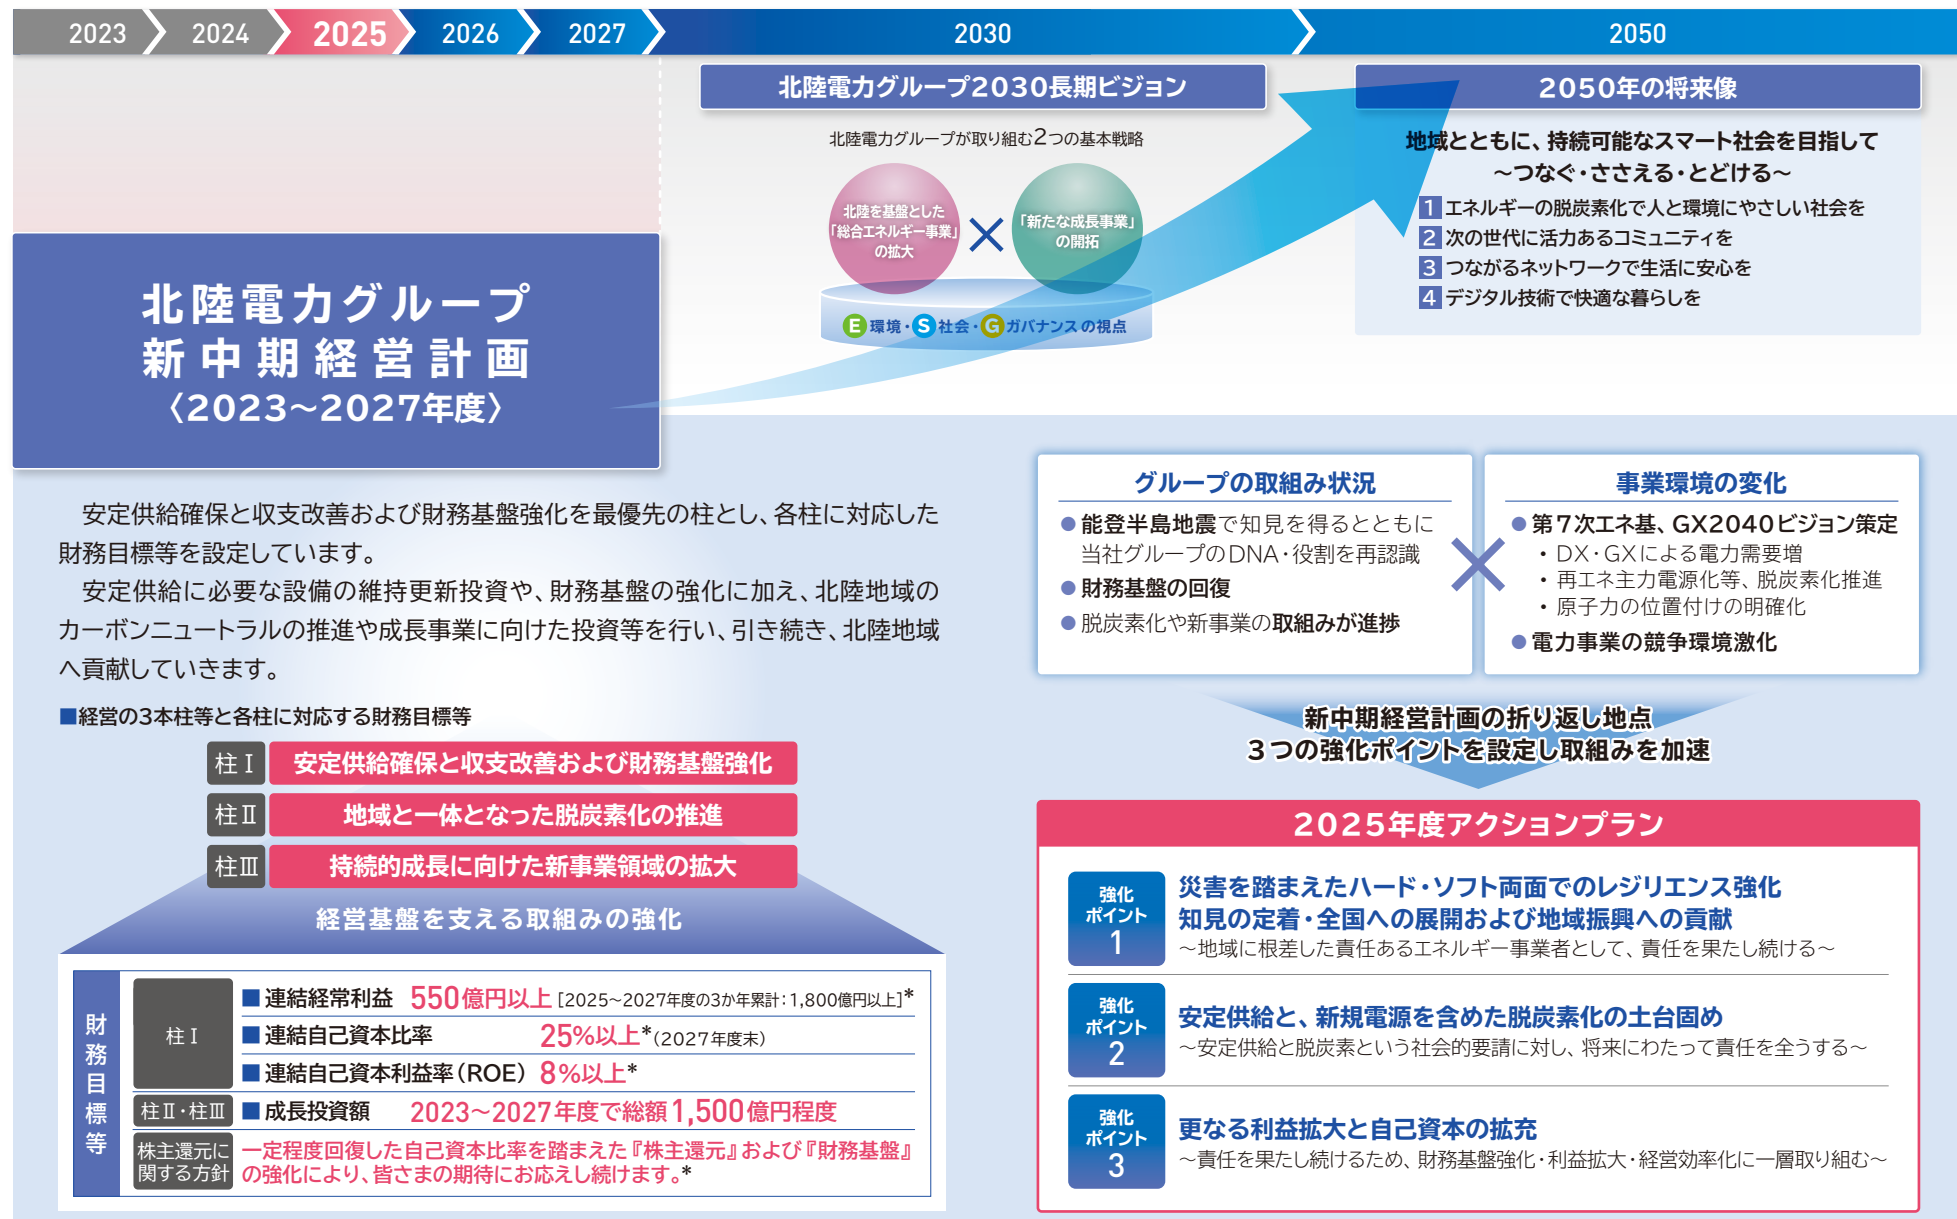 2023
2024
2025
2026
2027
2030
2050
北陸電力グループ
新中期経営計画
〈2023～2027年度〉
北陸電力グループ2030長期ビジョン
北陸電力グループが取り組む2つの基本戦略
北陸を基盤とした
「総合エネルギー事業」
の拡大
×
「新たな成長事業」
の開拓
E 環境・S 社会・G ガバナンスの視点
2050年の将来像
地域とともに、持続可能なスマート社会を目指して
～つなぐ・ささえる・とどける～
1 エネルギーの脱炭素化で人と環境にやさしい社会を
2 次の世代に活力あるコミュニティを
3 つながるネットワークで生活に安心を
4 デジタル技術で快適な暮らしを
安定供給確保と収支改善および財務基盤強化を最優先の柱とし、各柱に対応した
財務目標等を設定しています。
安定供給に必要な設備の維持更新投資や、財務基盤の強化に加え、北陸地域の
カーボンニュートラルの推進や成長事業に向けた投資等を行い、引き続き、北陸地域
へ貢献していきます。
■経営の3本柱等と各柱に対応する財務目標等
柱Ⅰ 安定供給確保と収支改善および財務基盤強化
柱Ⅱ 地域と一体となった脱炭素化の推進
柱Ⅲ 持続的成長に向けた新事業領域の拡大
経営基盤を支える取組みの強化
財務目標等
柱Ⅰ
■連結経常利益 550億円以上 [2025～2027年度の3か年累計：1,800億円以上]*
■連結自己資本比率 25%以上*(2027年度末)
■連結自己資本利益率(ROE) 8%以上*
柱Ⅱ・柱Ⅲ ■成長投資額 2023～2027年度で総額1,500億円程度
株主還元に
関する方針
一定程度回復した自己資本比率を踏まえた『株主還元』および『財務基盤』
の強化により、皆さまの期待にお応えし続けます。*
グループの取組み状況
●能登半島地震で知見を得るとともに
当社グループのDNA・役割を再認識
●財務基盤の回復
●脱炭素化や新事業の取組みが進捗
×
事業環境の変化
●第7次エネ基、GX2040ビジョン策定
・DX・GXによる電力需要増
・再エネ主力電源化等、脱炭素化推進
・原子力の位置付けの明確化
●電力事業の競争環境激化
新中期経営計画の折り返し地点
3つの強化ポイントを設定し取組みを加速
2025年度アクションプラン
強化
ポイント
1
災害を踏まえたハード・ソフト両面でのレジリエンス強化
知見の定着・全国への展開および地域振興への貢献
～地域に根差した責任あるエネルギー事業者として、責任を果たし続ける～
強化
ポイント
2
安定供給と、新規電源を含めた脱炭素化の土台固め
～安定供給と脱炭素という社会的要請に対し、将来にわたって責任を全うする～
強化
ポイント
3
更なる利益拡大と自己資本の拡充
～責任を果たし続けるため、財務基盤強化・利益拡大・経営効率化に一層取り組む～